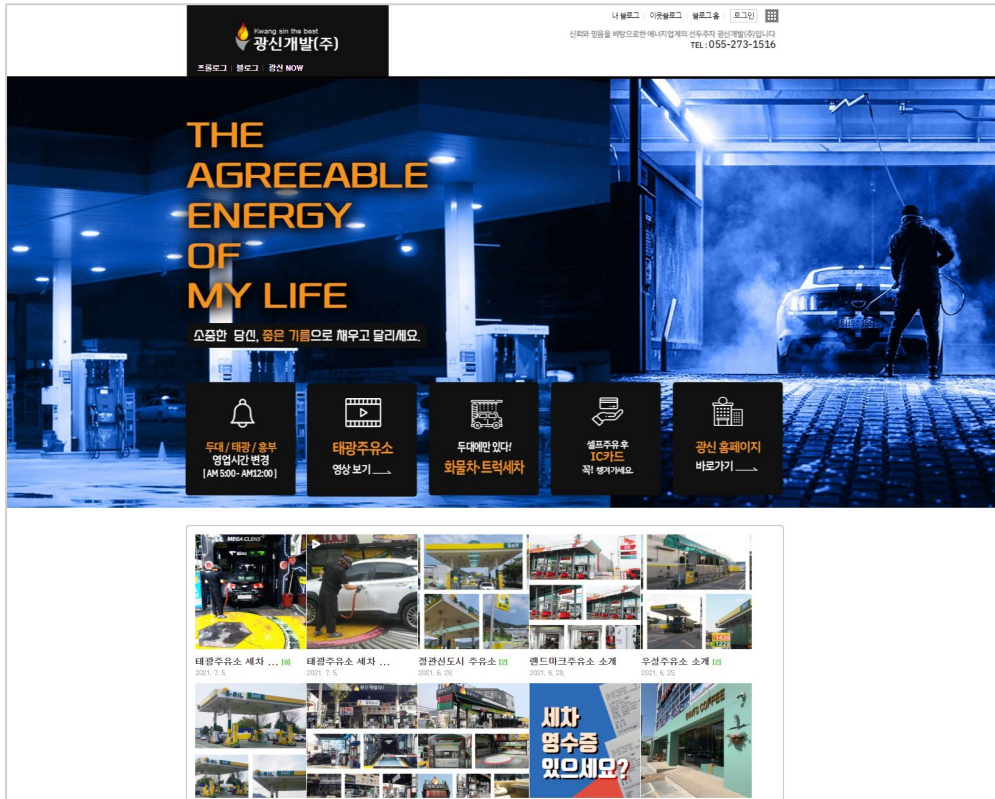 내 블로그 | 이웃블로그 | 블로그 홈 | 로그인
Kwang sin the best
광신개발(주)
신뢰와 믿음을 바탕으로한 에너지업계의 선두주자 광신개발(주)입니다
TEL : 055-273-1516
프롤로그 | 블로그 | 광신 NOW
THE
AGREEABLE
ENERGY
OF
MY LIFE
소중한 당신, 좋은 기름으로 채우고 달리세요.
두대 / 태광 / 흥부
영업시간 변경
[ AM 5:00 - AM12:00 ]
태광주유소
영상 보기
두대에만 있다!
화물차·트럭세차
셀프주유 후
IC카드
꼭! 챙겨가세요.
광신 홈페이지
바로가기
MEGA CLENS
Self
태광주유소 세차 ... [8]
2021. 7. 5.
태광주유소 세차 ...
2021. 7. 5.
정관신도시 주유소 [2]
2021. 6. 28.
랜드마크주유소 소개
2021. 6. 28.
우성주유소 소개 [2]
2021. 6. 25.
S-OIL
광신개발(주)
세차
영수증
있으세요?